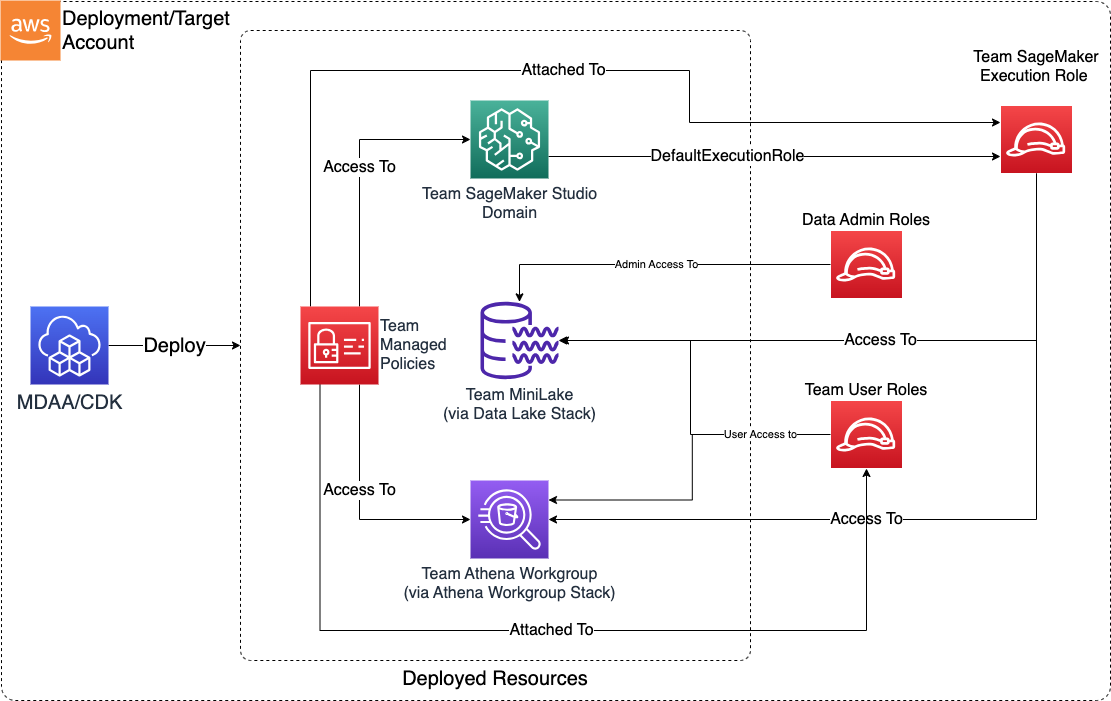 aws
Deployment/Target
Account
Attached To
Team SageMaker
Execution Role
Access To
DefaultExecutionRole
Team SageMaker Studio
Domain
Data Admin Roles
Admin Access To
Team
Managed
Policies
Deploy
Access To
MDAA/CDK
Team MiniLake
(via Data Lake Stack)
Team User Roles
User Access to
Access To
Access To
Team Athena Workgroup
(via Athena Workgroup Stack)
Attached To
Deployed Resources